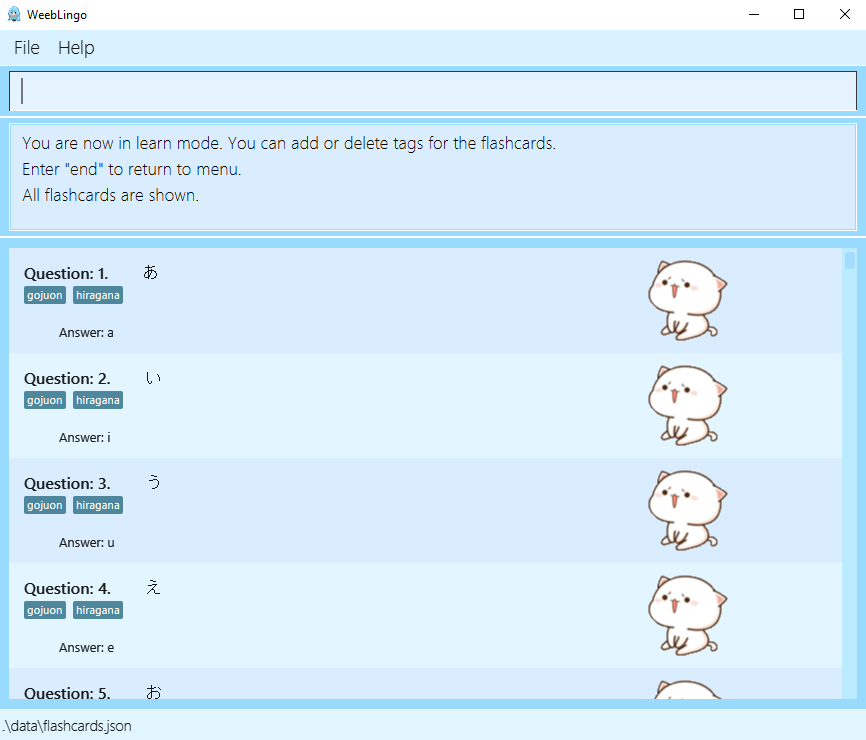 WeebLingo
File Help
You are now in learn mode. You can add or delete tags for the flashcards.
Enter "end" to return to menu.
All flashcards are shown.
Question: 1. あ
gojuon hiragana
Answer: a
Question: 2. い
gojuon hiragana
Answer: i
Question: 3. う
gojuon hiragana
Answer: u
Question: 4. え
gojuon hiragana
Answer: e
Question: 5. お
.\data\flashcards.json